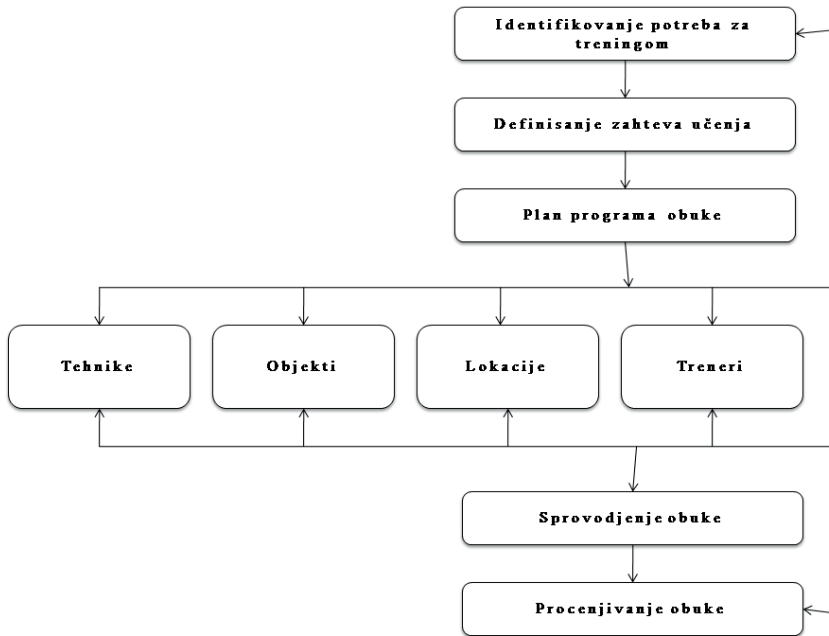 Identifikovanje potreba za
treningom
Definisanje zahteva učenja
Plan programa obuke
Tehnike
Objekti
Lokacije
Treneri
Sprovodjenje obuke
Procenjivanje obuke